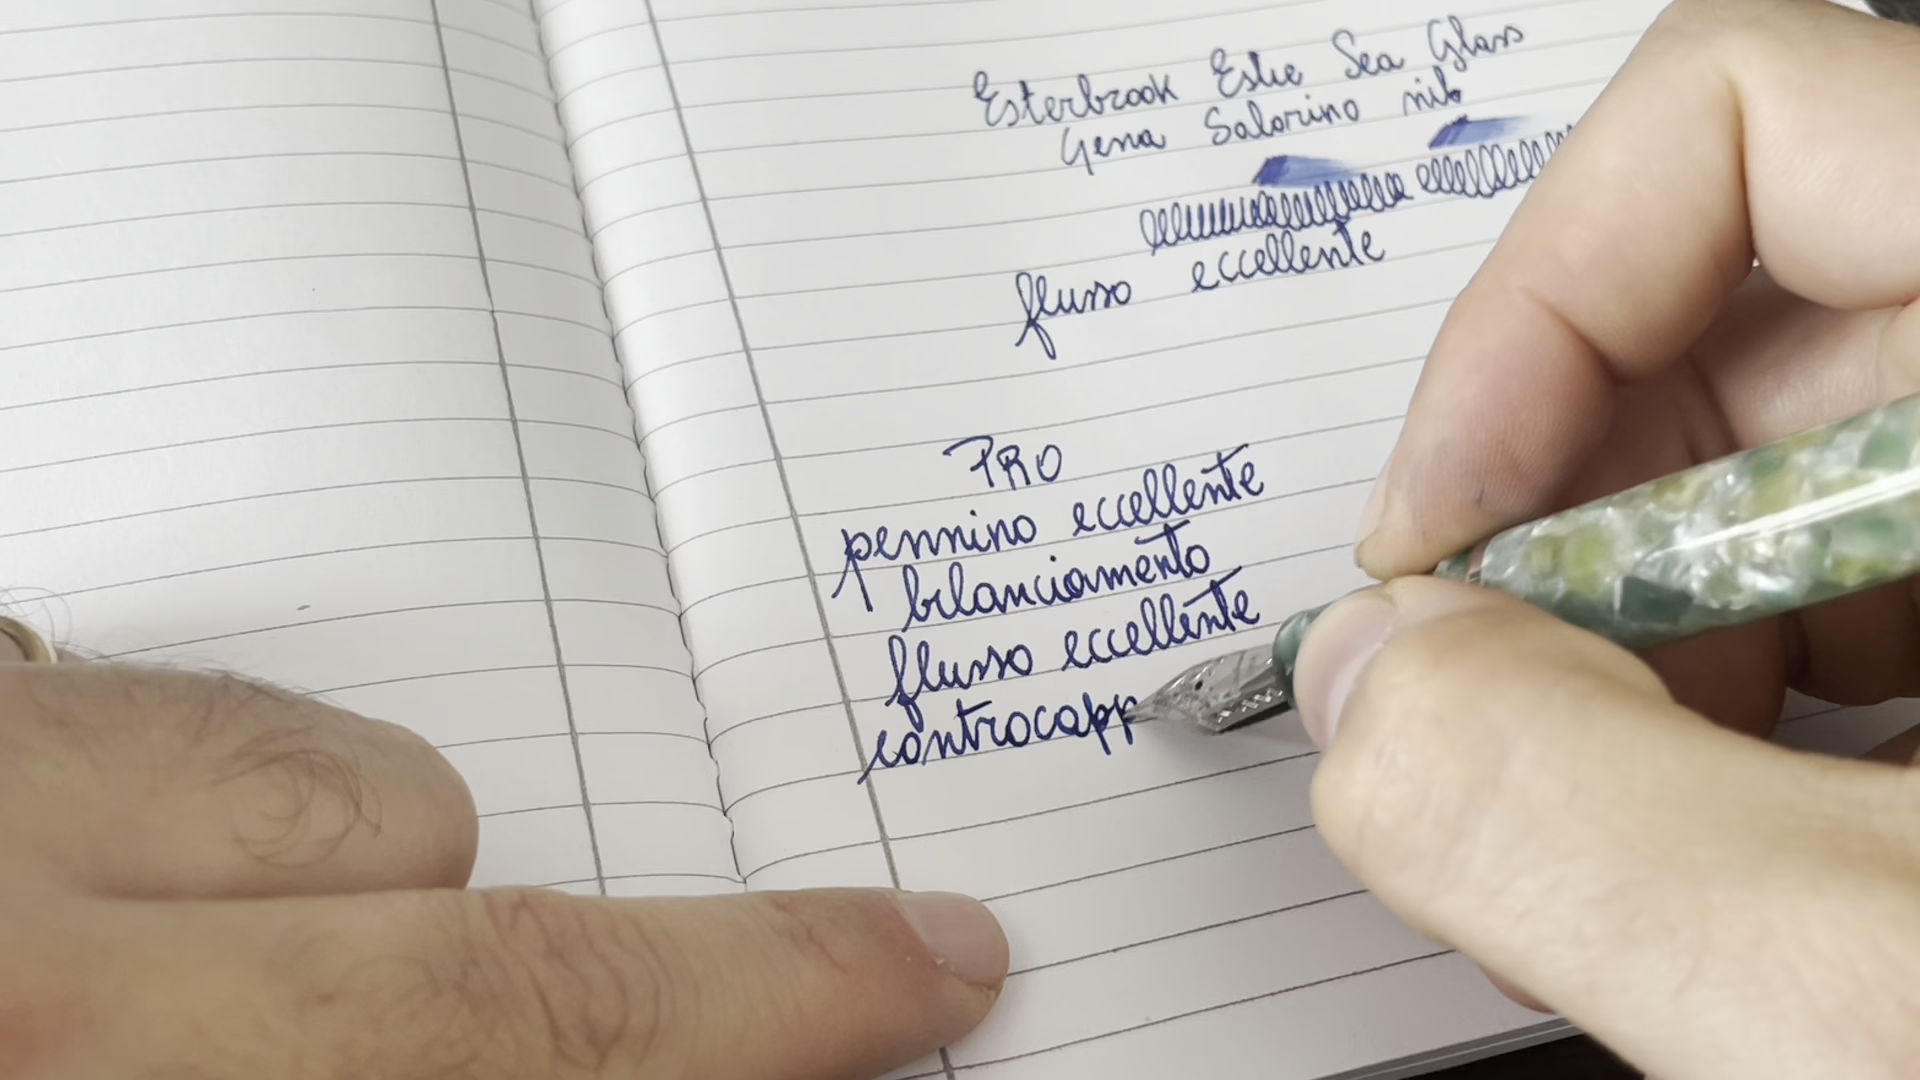 Esterbrook Estie Sea Glass
Gena Salorino nib
flusso eccellente
PRO
pennino eccellente
bilanciamento
flusso eccellente
controcapp